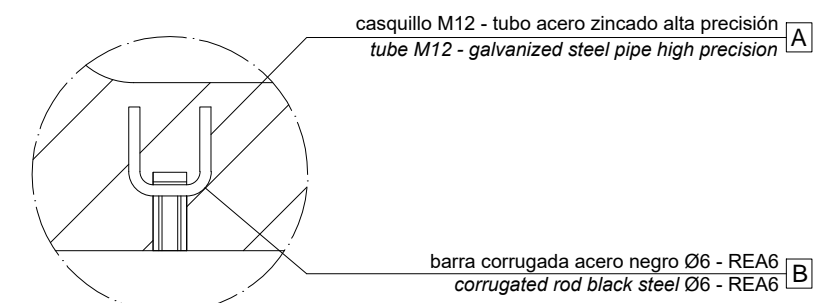 casquillo M12 - tubo acero zincado alta precisión
tube M12 - galvanized steel pipe high precision
A
barra corrugada acero negro Ø6 - REA6
corrugated rod black steel Ø6 - REA6
B